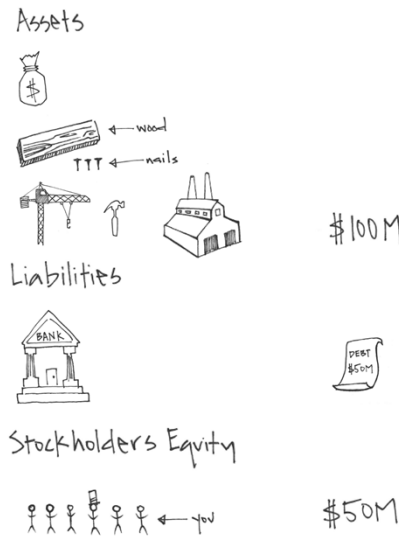 Assets
$
wood
nails
$100M
Liabilities
BANK
DEBT
$50M
Stockholders Equity
you
$50M